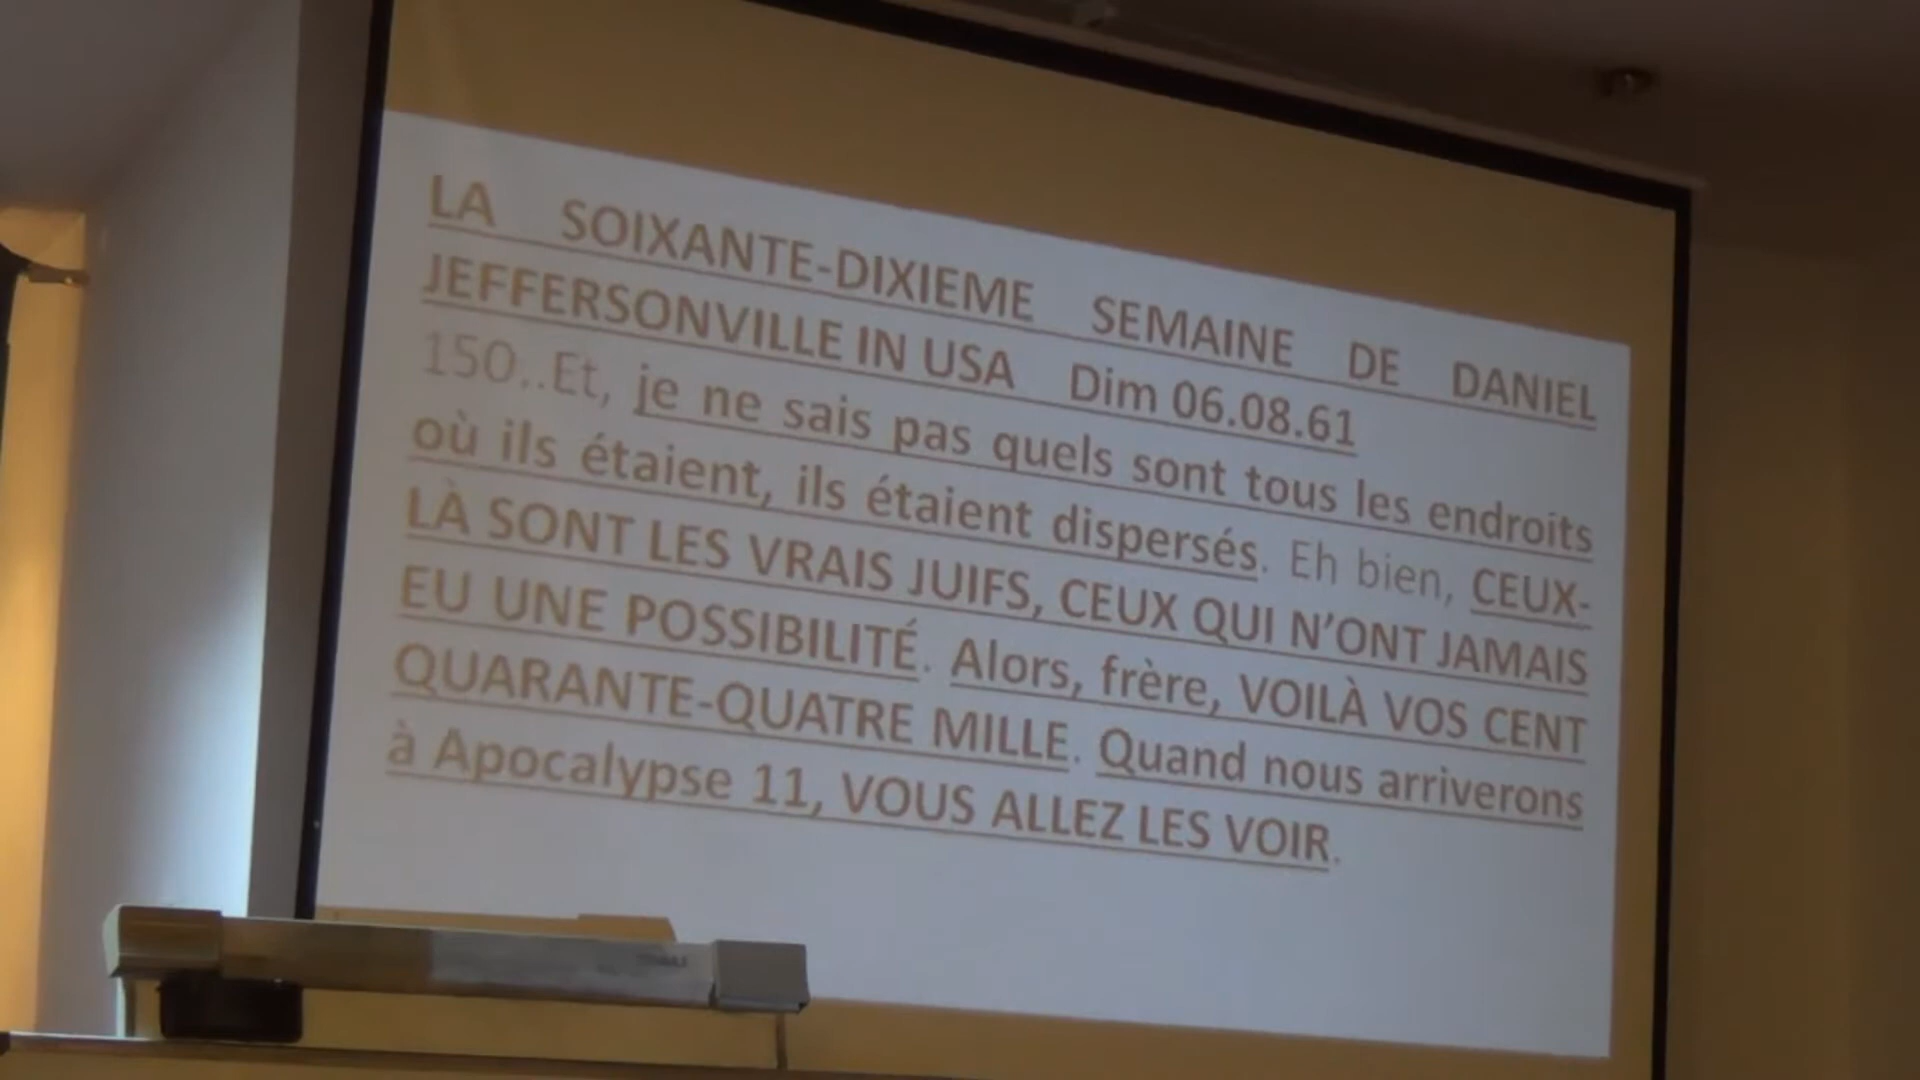 LA SOIXANTE-DIXIEME SEMAINE DE DANIEL
JEFFERSONVILLE IN USA Dim 06.08.61
150..Et, je ne sais pas quels sont tous les endroits
où ils étaient, ils étaient dispersés. Eh bien, CEUX-
LÀ SONT LES VRAIS JUIFS, CEUX QUI N'ONT JAMAIS
EU UNE POSSIBILITÉ. Alors, frère, VOILÀ VOS CENT
QUARANTE-QUATRE MILLE. Quand nous arriverons
à Apocalypse 11, VOUS ALLEZ LES VOIR.